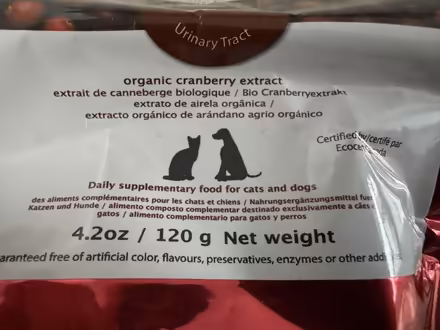 Urinary Tract
organic cranberry extract
extrait de canneberge biologique / Bio Cranberryextrakt
extrato de airela orgânica /
extracto orgánico de arándano agrio orgánico
Certified by/certifié par
Daily supplementary food for cats and dogs
des aliments complémentaires pour les chats et chiens / Nahrungsergänzungsmittel
Katzen und Hunde / alimento composto complementar destinado exclusivamente a cães
gatos / alimento complementario para gatos y perros
4.2oz / 120 g Net weight
free of artificial color, flavours, preservatives, enzymes or other